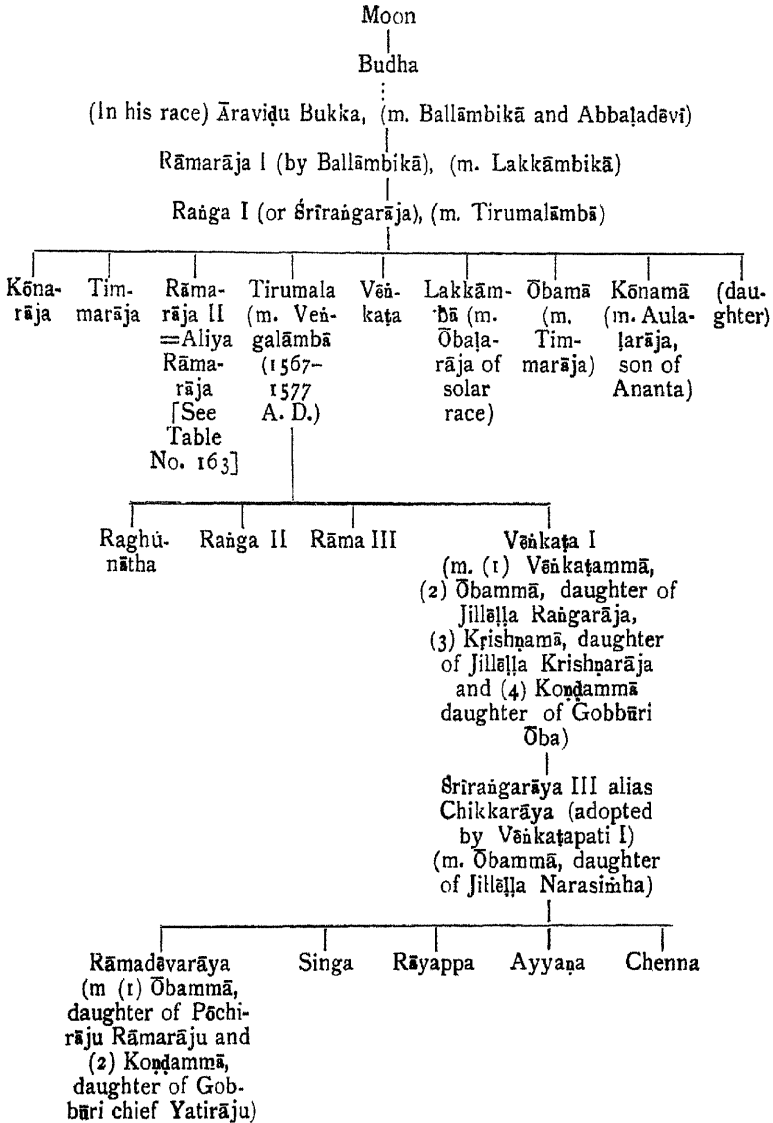 Moon
Budha
(In his race) Āraviḍu Bukka, (m. Ballāmbikā and Abbaḷadēvī)
Rāmarāja I (by Ballāmbikā), (m. Lakkāmbikā)
Raṅga I (or Śrīraṅgarāja), (m. Tirumalāmbā)
Kōna-
rāja
Tim-
marāja
Rāma-
rāja II
=Aliya
Rāma-
rāja
[See
Table
No. 163]
Tirumala
(m. Veṅ-
galāmbā
(1567-
1577
A. D.)
Vēṅ-
kata
Lakkām-
bā (m.
Ōbaḷa-
rāja of
solar
race)
Ōbamā
(m.
Tim-
marāja)
Kōnamā
(m. Aula-
ḷarāja,
son of
Ananta)
(dau-
ghter)
Raghu-
nātha
Raṅga II
Rāma III
Vēṅkaṭa I
(m. (1) Vēṅkaṭammā,
(2) Ōbammā, daughter of
Jillēḷḷa Raṅgarāja,
(3) Kṛishṇamā, daughter
of Jillēḷḷa Krishṇarāja
and (4) Koṇḍammā
daughter of Gobbūri
Ōba)
Śrīraṅgarāya III alias
Chikkarāya (adopted
by Vēṅkaṭapati I)
(m. Ōbammā, daughter
of Jillēḷḷa Narasiṁha)
Rāmadēvarāya
(m (1) Ōbammā,
daughter of Pōchi-
rāju Rāmarāju and
(2) Koṇḍammā,
daughter of Gob-
būri chief Yatirāju)
Singa
Rāyappa
Ayyaṇa
Chenna